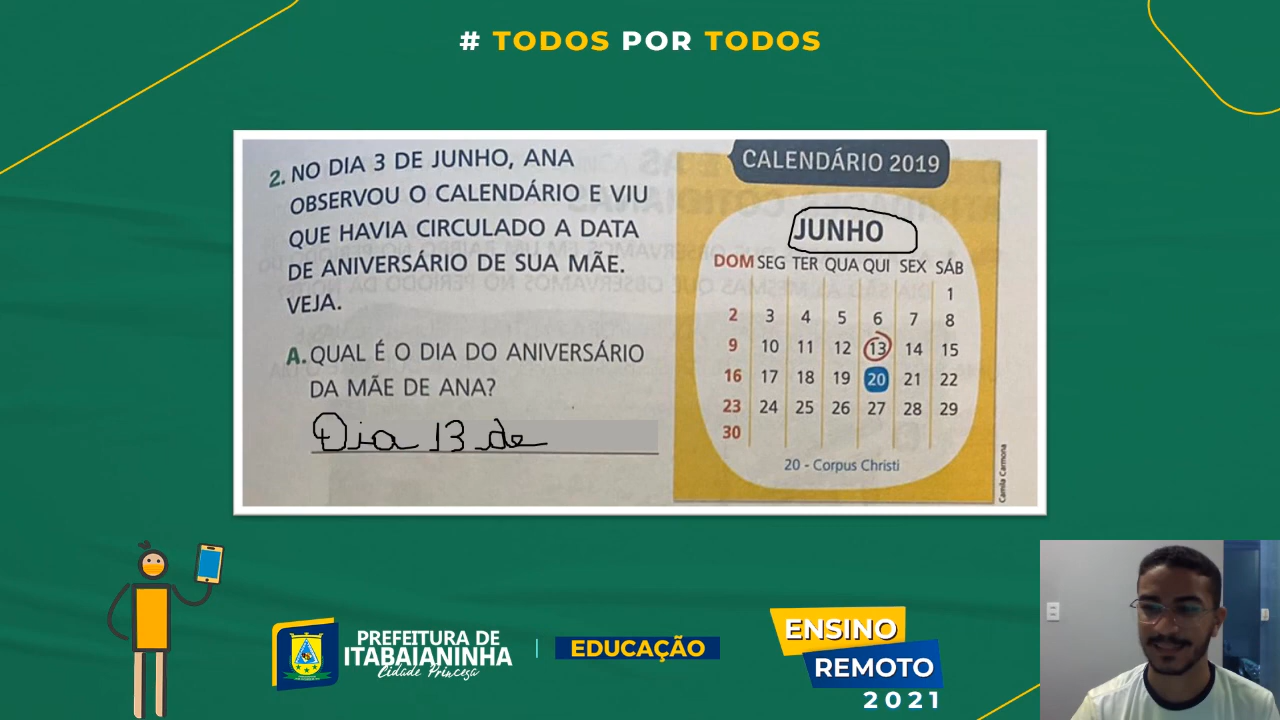 # TODOS POR TODOS
2. NO DIA 3 DE JUNHO, ANA
OBSERVOU O CALENDÁRIO E VIU
QUE HAVIA CIRCULADO A DATA
DE ANIVERSÁRIO DE SUA MÃE.
VEJA.
A. QUAL É O DIA DO ANIVERSÁRIO
DA MÃE DE ANA?
Dia 13 de
CALENDÁRIO 2019
JUNHO
DOM SEG TER QUA QUI SEX SÁB
1
2 3 4 5 6 7 8
9 10 11 12 13 14 15
16 17 18 19 20 21 22
23 24 25 26 27 28 29
30
20 - Corpus Christi
Camila Carmona
PREFEITURA DE
ITABAIANINHA
Cidade Princesa
EDUCAÇÃO
ENSINO
REMOTO
2021